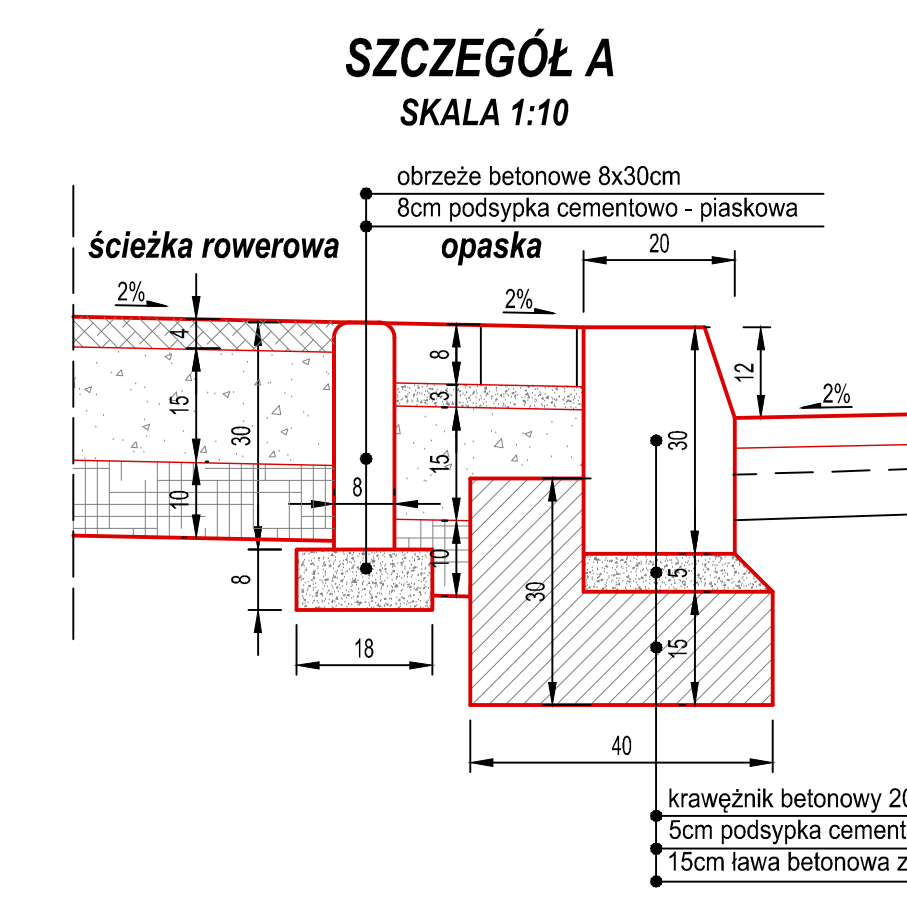 SZCZEGÓŁ A
SKALA 1:10
obrzeże betonowe 8x30cm
8cm podsypka cementowo - piaskowa
ścieżka rowerowa
opaska
20
2%
2%
4
8
12
2%
3
15
30
30
15
8
10
10
8
5
30
15
18
40
krawężnik betonowy 20
5cm podsypka cement
15cm ława betonowa z